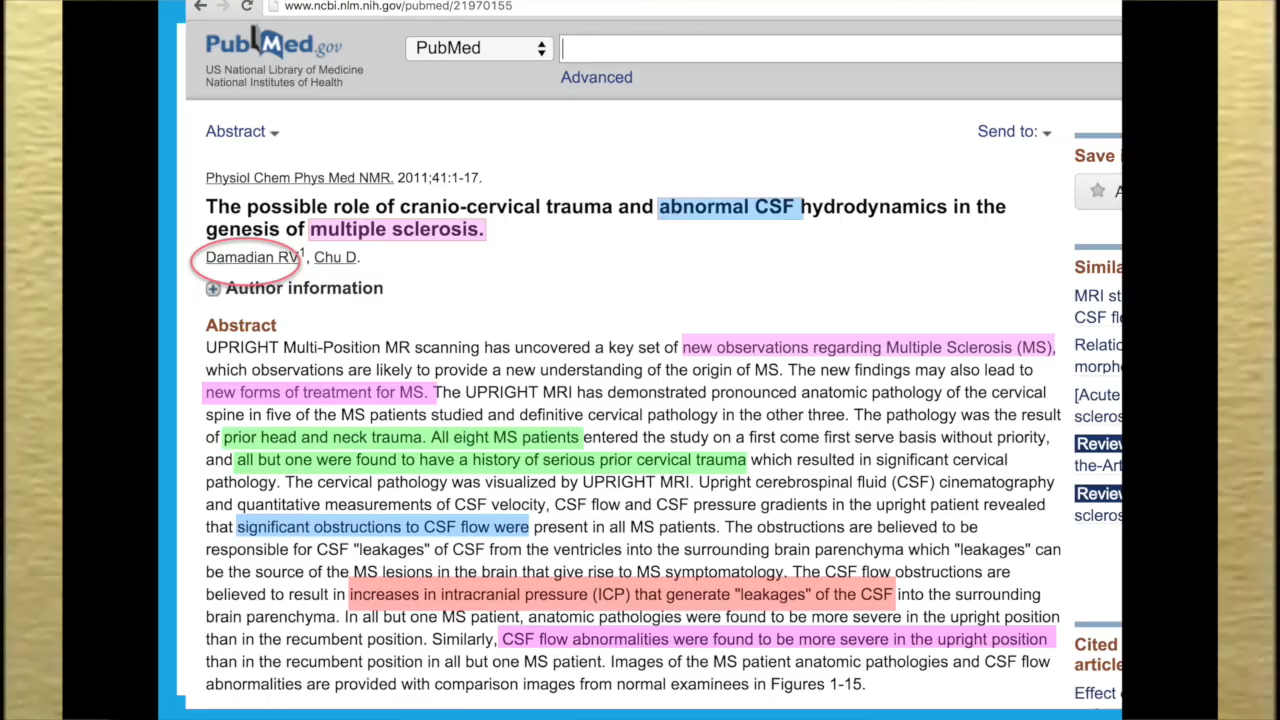 www.ncbi.nlm.nih.gov/pubmed/21970155
PubMed.gov
US National Library of Medicine
National Institutes of Health
PubMed
Advanced
Abstract
Send to:
Physiol Chem Phys Med NMR. 2011;41:1-17.
The possible role of cranio-cervical trauma and abnormal CSF hydrodynamics in the
genesis of multiple sclerosis.
Damadian RV1, Chu D.
Author information
Abstract
UPRIGHT Multi-Position MR scanning has uncovered a key set of new observations regarding Multiple Sclerosis (MS),
which observations are likely to provide a new understanding of the origin of MS. The new findings may also lead to
new forms of treatment for MS. The UPRIGHT MRI has demonstrated pronounced anatomic pathology of the cervical
spine in five of the MS patients studied and definitive cervical pathology in the other three. The pathology was the result
of prior head and neck trauma. All eight MS patients entered the study on a first come first serve basis without priority,
and all but one were found to have a history of serious prior cervical trauma which resulted in significant cervical
pathology. The cervical pathology was visualized by UPRIGHT MRI. Upright cerebrospinal fluid (CSF) cinematography
and quantitative measurements of CSF velocity, CSF flow and CSF pressure gradients in the upright patient revealed
that significant obstructions to CSF flow were present in all MS patients. The obstructions are believed to be
responsible for CSF "leakages" of CSF from the ventricles into the surrounding brain parenchyma which "leakages" can
be the source of the MS lesions in the brain that give rise to MS symptomatology. The CSF flow obstructions are
believed to result in increases in intracranial pressure (ICP) that generate "leakages" of the CSF into the surrounding
brain parenchyma. In all but one MS patient, anatomic pathologies were found to be more severe in the upright position
than in the recumbent position. Similarly, CSF flow abnormalities were found to be more severe in the upright position
than in the recumbent position in all but one MS patient. Images of the MS patient anatomic pathologies and CSF flow
abnormalities are provided with comparison images from normal examinees in Figures 1-15.
Save
A
Simila
MRI st
CSF flo
Relatio
morph
[Acute
scleros
Review
the-Art
Review
scleros
Cited
article
Effect